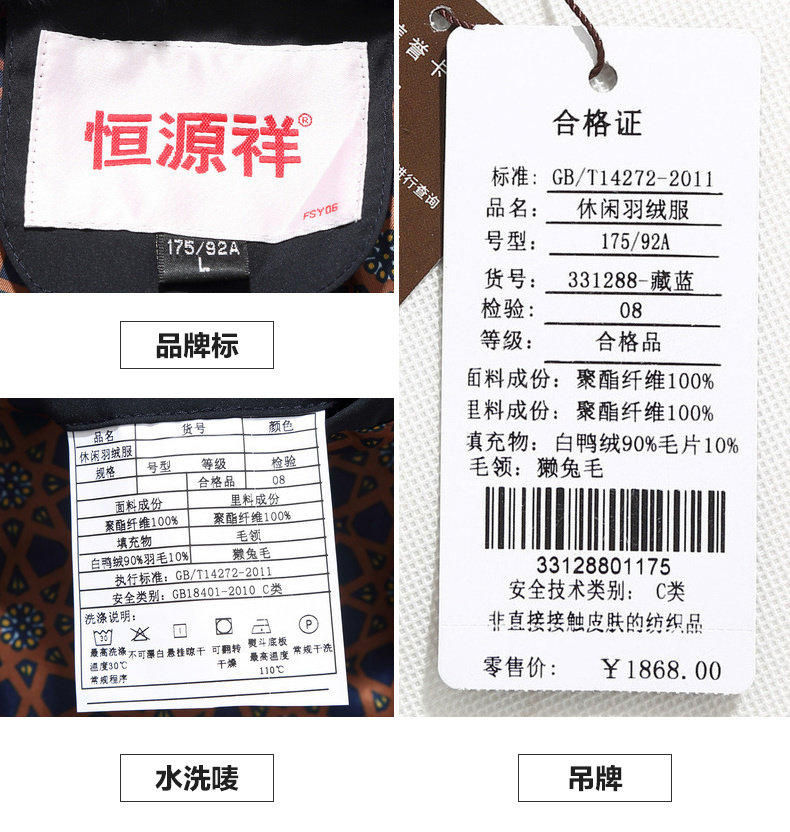 恒源祥®
FSY06
175/92A
L
品牌标
品名 货号 颜色
休闲羽绒服
规格 号型 等级 检验
合格品 08
面料成份 里料成份
聚酯纤维100% 聚酯纤维100%
填充物 毛领
白鸭绒90%羽毛10% 獭兔毛
执行标准: GB/T14272-2011
安全类别: GB18401-2010 C类
洗涤说明:
30
P
最高洗涤 不可漂白 悬挂晾干 可翻转 熨斗底板 常规干洗
温度30℃ 干燥 最高温度
常规程序 110℃
水洗唛
信誉卡
进行查询
合格证
标准: GB/T14272-2011
品名: 休闲羽绒服
号型: 175/92A
货号: 331288-藏蓝
检验: 08
等级: 合格品
面料成份: 聚酯纤维100%
里料成份: 聚酯纤维100%
填充物: 白鸭绒90%毛片10%
毛领: 獭兔毛
33128801175
安全技术类别: C类
非直接接触皮肤的纺织品
零售价: ¥1868.00
吊牌